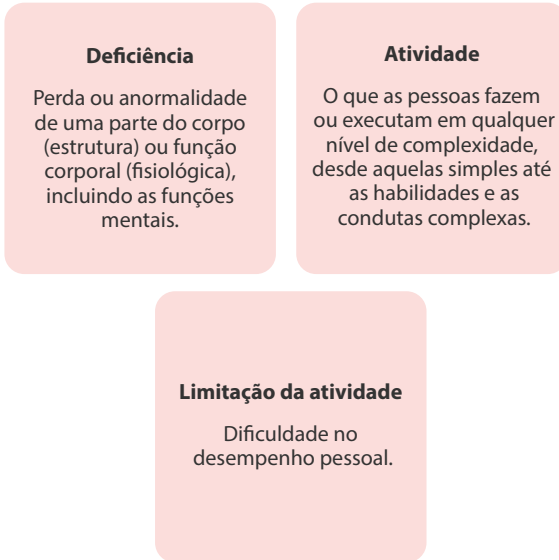 Deficiência
Perda ou anormalidade
de uma parte do corpo
(estrutura) ou função
corporal (fisiológica),
incluindo as funções
mentais.
Atividade
O que as pessoas fazem
ou executam em qualquer
nível de complexidade,
desde aquelas simples até
as habilidades e as
condutas complexas.
Limitação da atividade
Dificuldade no
desempenho pessoal.